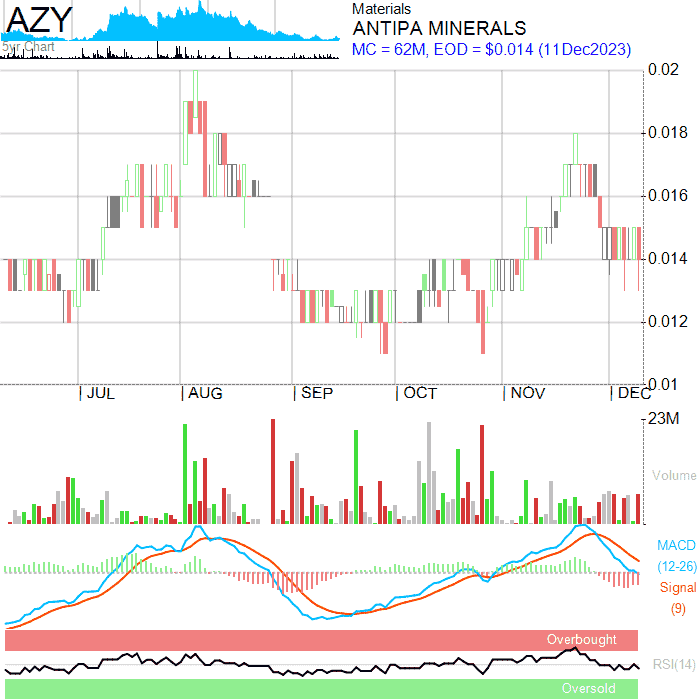 AZY
5yr Chart
Materials
ANTIPA MINERALS
MC = 62M, EOD = $0.014 (11Dec2023)
0.02
0.018
0.016
0.014
0.012
0.01
| JUL | AUG | SEP | OCT | NOV | DEC
23M
Volume
MACD
(12-26)
Signal
(9)
Overbought
RSI(14)
Oversold